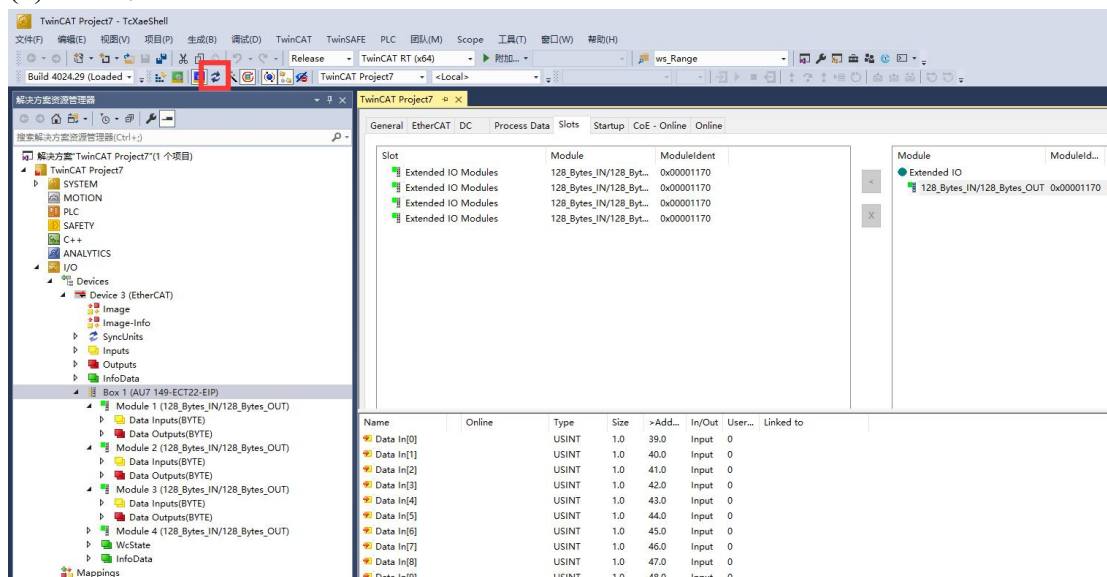 TwinCAT Project7 - TcXaeShell
文件(F) 编辑(E) 视图(V) 项目(P) 生成(B) 调试(D) TwinCAT TwinSAFE PLC 团队(M) Scope 工具(T) 窗口(W) 帮助(H)
Release TwinCAT RT (x64) 附加... ws_Range
Build 4024.29 (Loaded TwinCAT Project7 <Local>
解决方案资源管理器
TwinCAT Project7
搜索解决方案资源管理器(Ctrl+;)
General EtherCAT DC Process Data Slots Startup CoE - Online Online
解决方案"TwinCAT Project7"(1 个项目)
TwinCAT Project7
SYSTEM
MOTION
PLC
SAFETY
C++
ANALYTICS
I/O
Devices
Device 3 (EtherCAT)
Image
Image-Info
SyncUnits
Inputs
Outputs
InfoData
Box 1 (AU7 149-ECT22-EIP)
Module 1 (128_Bytes_IN/128_Bytes_OUT)
Data Inputs(BYTE)
Data Outputs(BYTE)
Module 2 (128_Bytes_IN/128_Bytes_OUT)
Data Inputs(BYTE)
Data Outputs(BYTE)
Module 3 (128_Bytes_IN/128_Bytes_OUT)
Data Inputs(BYTE)
Data Outputs(BYTE)
Module 4 (128_Bytes_IN/128_Bytes_OUT)
WcState
InfoData
Mappings
Slot Module ModuleIdent
Extended IO Modules 128_Bytes_IN/128_Byt... 0x00001170
Extended IO Modules 128_Bytes_IN/128_Byt... 0x00001170
Extended IO Modules 128_Bytes_IN/128_Byt... 0x00001170
Extended IO Modules 128_Bytes_IN/128_Byt... 0x00001170
<
X
Module ModuleId...
Extended IO
128_Bytes_IN/128_Bytes_OUT 0x00001170
Name Online Type Size >Add... In/Out User... Linked to
Data In[0] USINT 1.0 39.0 Input 0
Data In[1] USINT 1.0 40.0 Input 0
Data In[2] USINT 1.0 41.0 Input 0
Data In[3] USINT 1.0 42.0 Input 0
Data In[4] USINT 1.0 43.0 Input 0
Data In[5] USINT 1.0 44.0 Input 0
Data In[6] USINT 1.0 45.0 Input 0
Data In[7] USINT 1.0 46.0 Input 0
Data In[8] USINT 1.0 47.0 Input 0
Data In[9] USINT 1.0 48.0 Input 0